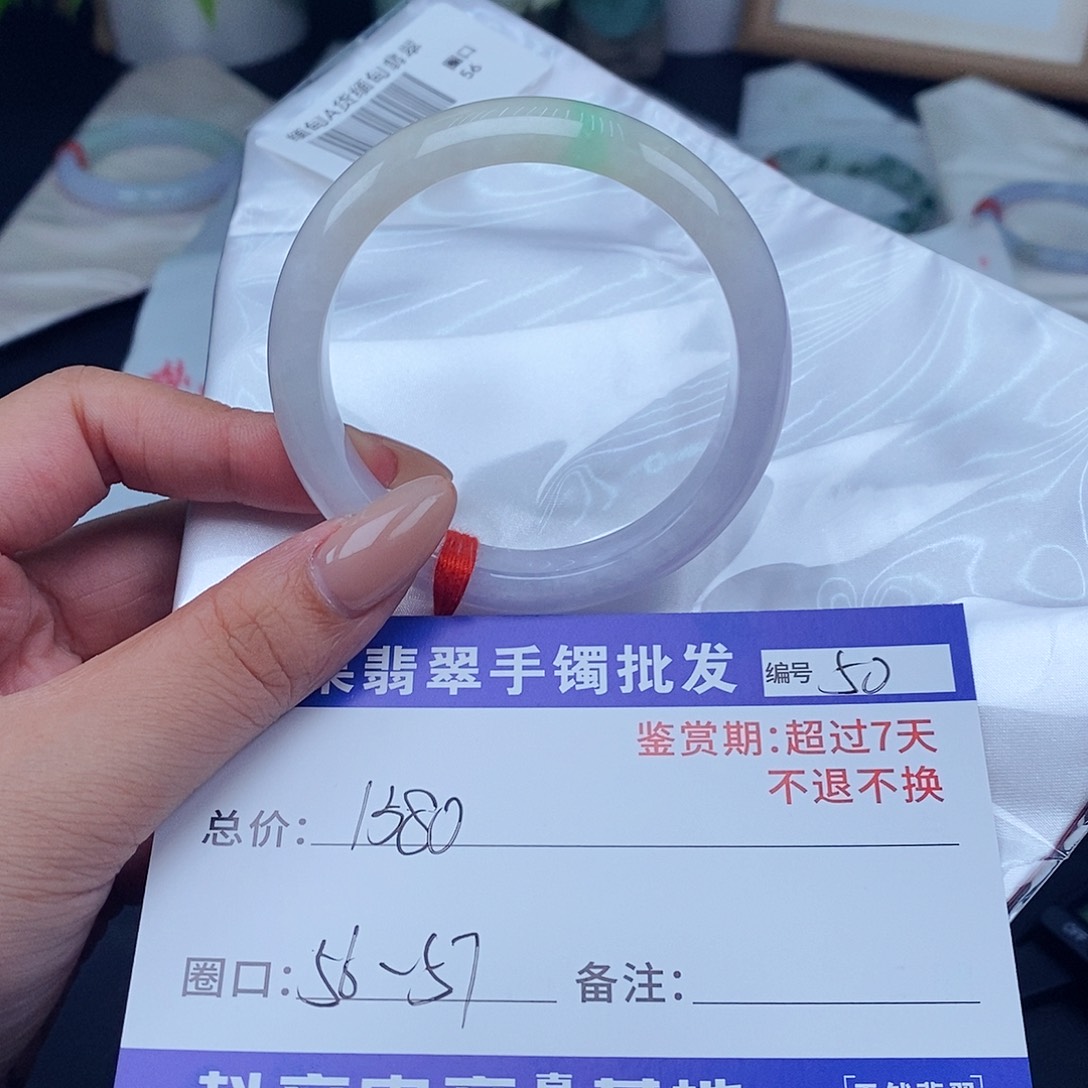 缅甸A货缅甸翡翠
圈口
56
翡翠手镯批发
编号 50
鉴赏期:超过7天
不退不换
总价: 1580
圈口: 56~57
备注: